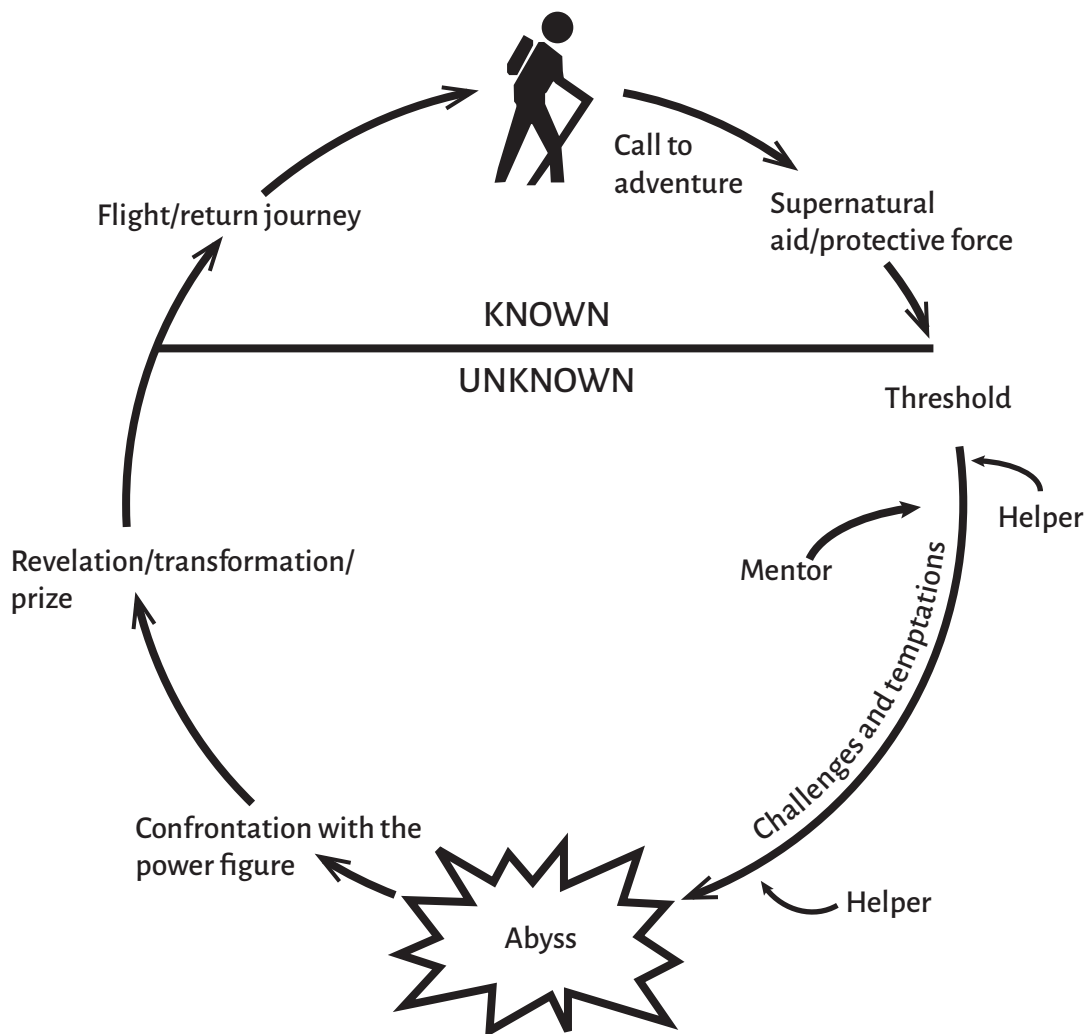 Call to
adventure
Supernatural
aid/protective force
Flight/return journey
KNOWN
UNKNOWN
Threshold
Helper
Mentor
Challenges and temptations
Revelation/transformation/
prize
Confrontation with the
power figure
Helper
Abyss